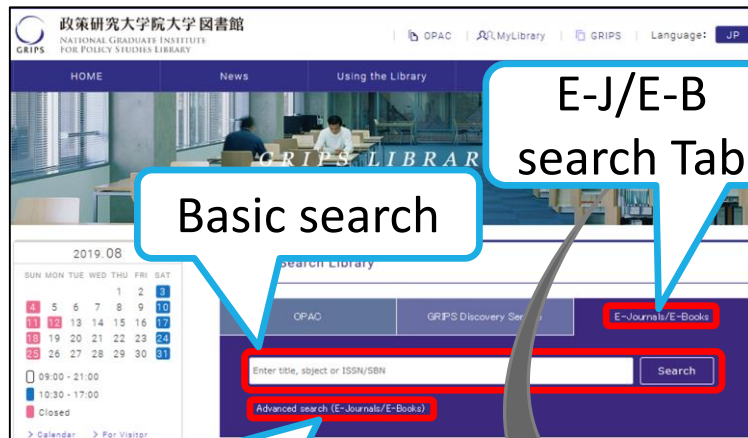 政策研究大学院大学 図書館
NATIONAL GRADUATE INSTITUTE
FOR POLICY STUDIES LIBRARY
GRIPS
OPAC MyLibrary GRIPS Language: JP
HOME News Using the Library
E-J/E-B
search Tab
GRIPS LIBRAR
Basic search
2019.08
Search Library
SUN MON TUE WED THU FRI SAT
1 2 3
4 5 6 7 8 9 10
11 12 13 14 15 16 17
18 19 20 21 22 23 24
25 26 27 28 29 30 31
OPAC GRIPS Discovery Se E-Journals/E-Books
Enter title, sbject or ISSN/SBN Search
Advanced search (E-Journals/E-Books)
09:00 - 21:00
10:30 - 17:00
Closed
> Calendar > For Visitor